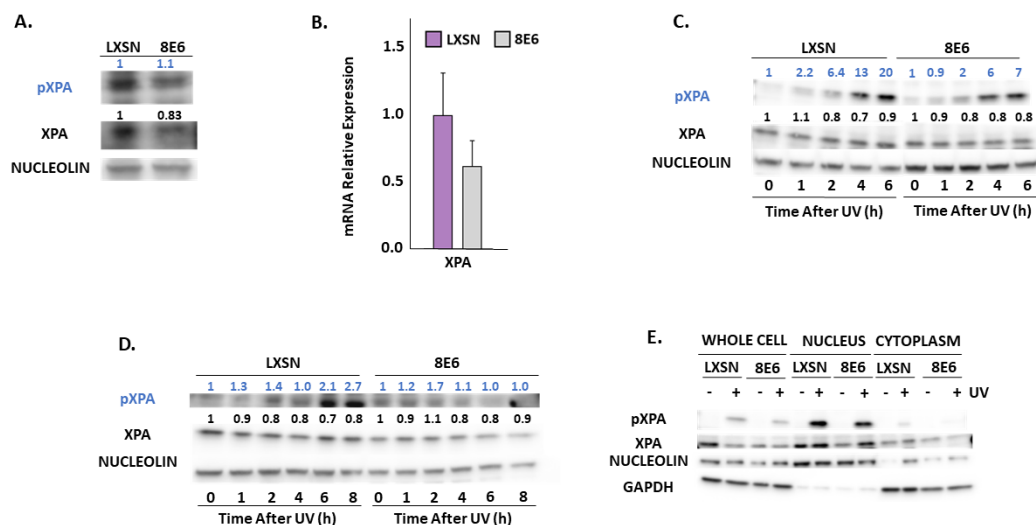 A.
LXSN 8E6
1 1.1
pXPA
1 0.83
XPA
NUCLEOLIN
B.
LXSN 8E6
mRNA Relative Expression
1.5
1.0
0.5
0.0
XPA
C.
LXSN 8E6
1 2.2 6.4 13 20 1 0.9 2 6 7
pXPA
1 1.1 0.8 0.7 0.9 1 0.9 0.8 0.8 0.8
XPA
NUCLEOLIN
0 1 2 4 6 0 1 2 4 6
Time After UV (h) Time After UV (h)
D.
LXSN 8E6
1 1.3 1.4 1.0 2.1 2.7 1 1.2 1.7 1.1 1.0 1.0
pXPA
1 0.9 0.8 0.8 0.7 0.8 1 0.9 1.1 0.8 0.8 0.9
XPA
NUCLEOLIN
0 1 2 4 6 8 0 1 2 4 6 8
Time After UV (h) Time After UV (h)
E.
WHOLE CELL NUCLEUS CYTOPLASM
LXSN 8E6 LXSN 8E6 LXSN 8E6
- + - + - + - + - + - + UV
pXPA
XPA
NUCLEOLIN
GAPDH